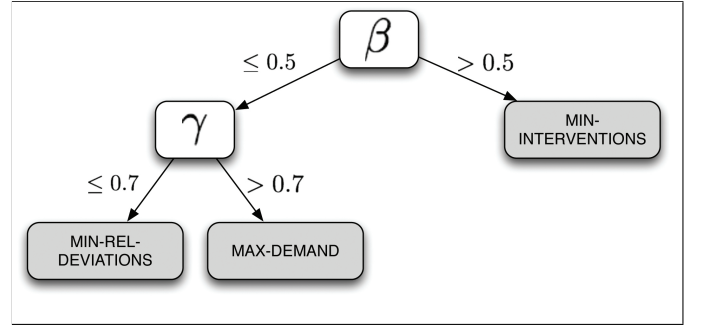 β
≤ 0.5
> 0.5
γ
MIN-
INTERVENTIONS
≤ 0.7
> 0.7
MIN-REL-
DEVIATIONS
MAX-DEMAND